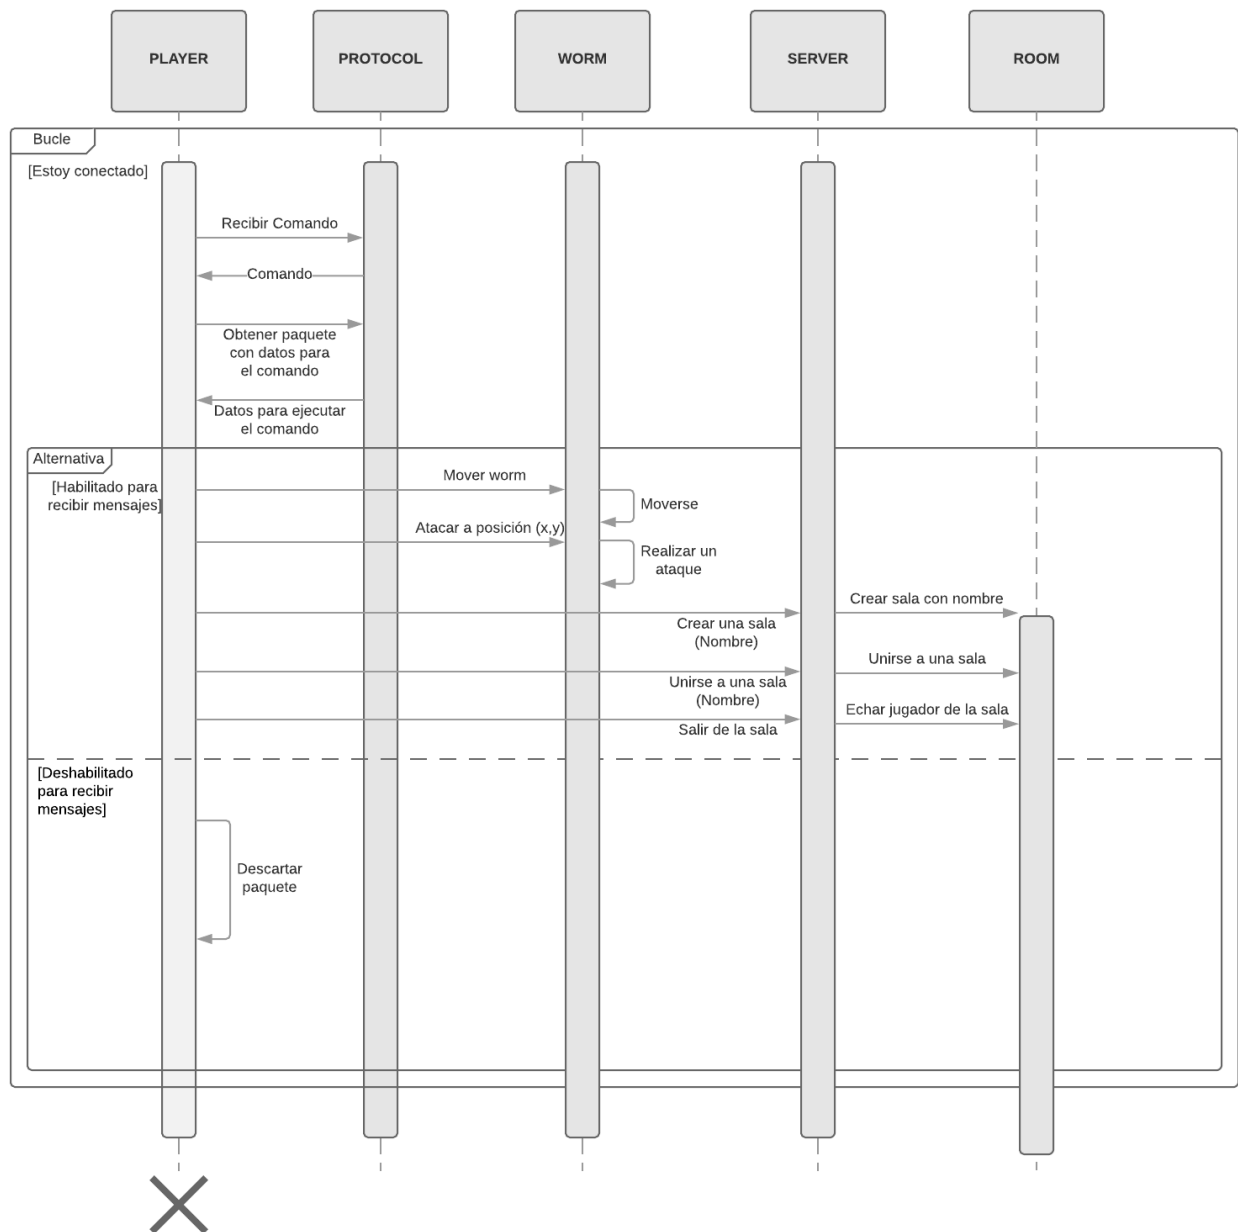 PLAYER
PROTOCOL
WORM
SERVER
ROOM
Bucle
[Estoy conectado]
Recibir Comando
Comando
Obtener paquete
con datos para
el comando
Datos para ejecutar
el comando
Alternativa
[Habilitado para
recibir mensajes]
Mover worm
Moverse
Atacar a posición (x,y)
Realizar un
ataque
Crear una sala
(Nombre)
Crear sala con nombre
Unirse a una sala
(Nombre)
Unirse a una sala
Salir de la sala
Echar jugador de la sala
[Deshabilitado
para recibir
mensajes]
Descartar
paquete